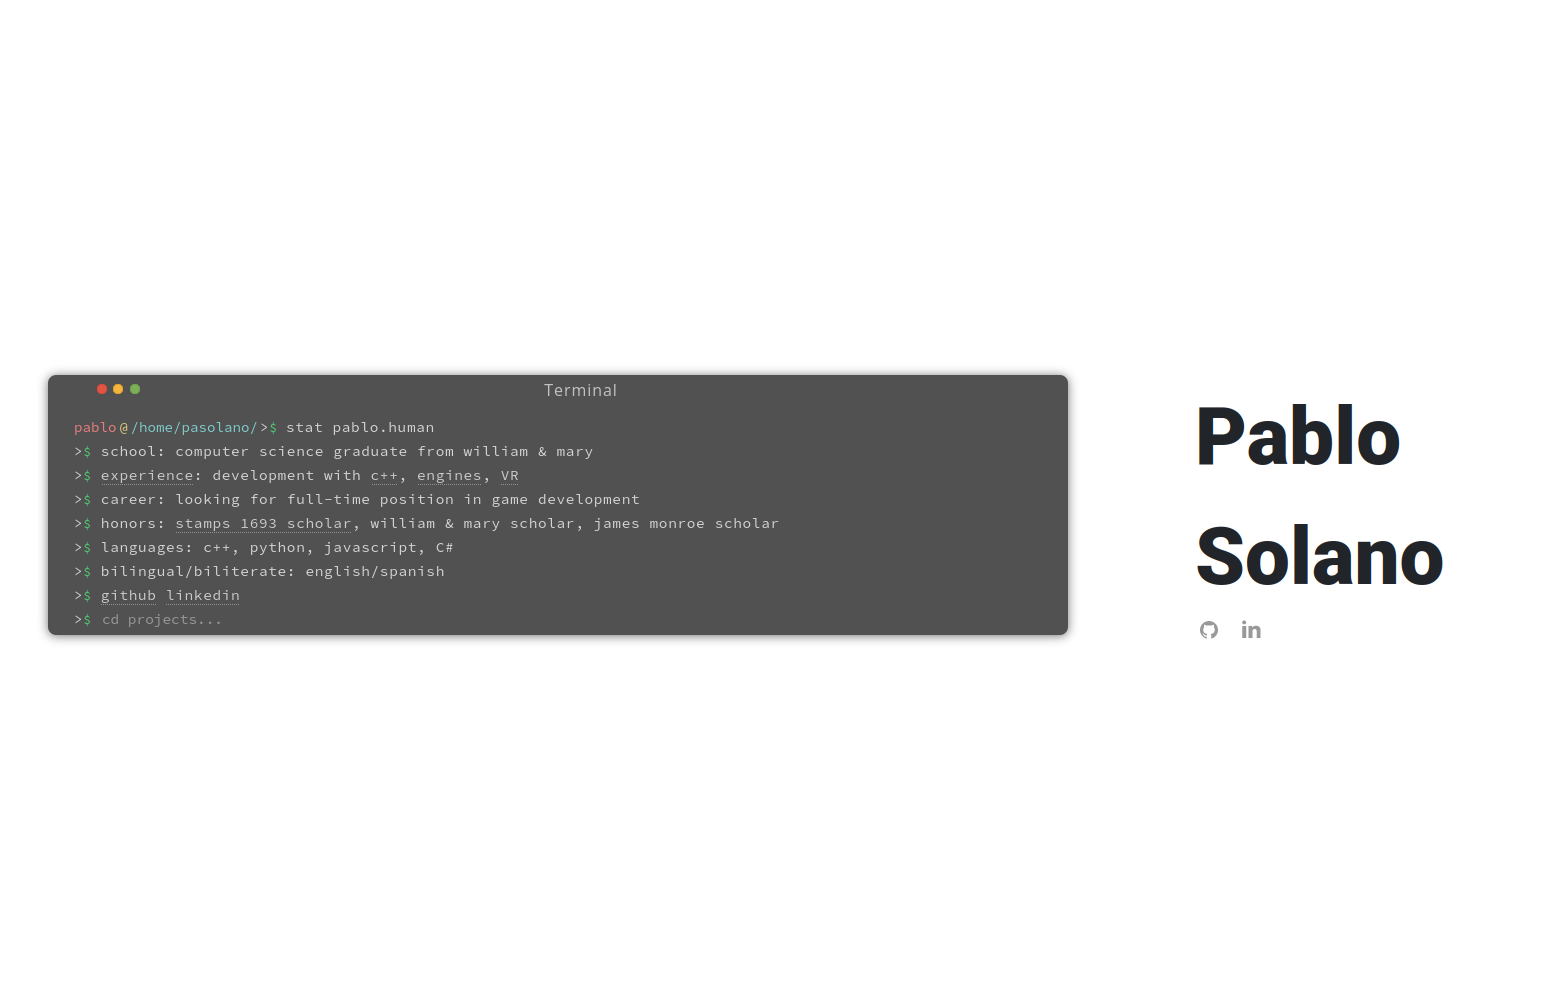 Terminal
pablo@/home/pasolano/>$ stat pablo.human
>$ school: computer science graduate from william & mary
>$ experience: development with c++, engines, VR
>$ career: looking for full-time position in game development
>$ honors: stamps 1693 scholar, william & mary scholar, james monroe scholar
>$ languages: c++, python, javascript, C#
>$ bilingual/biliterate: english/spanish
>$ github linkedin
>$ cd projects...
Pablo
Solano
in